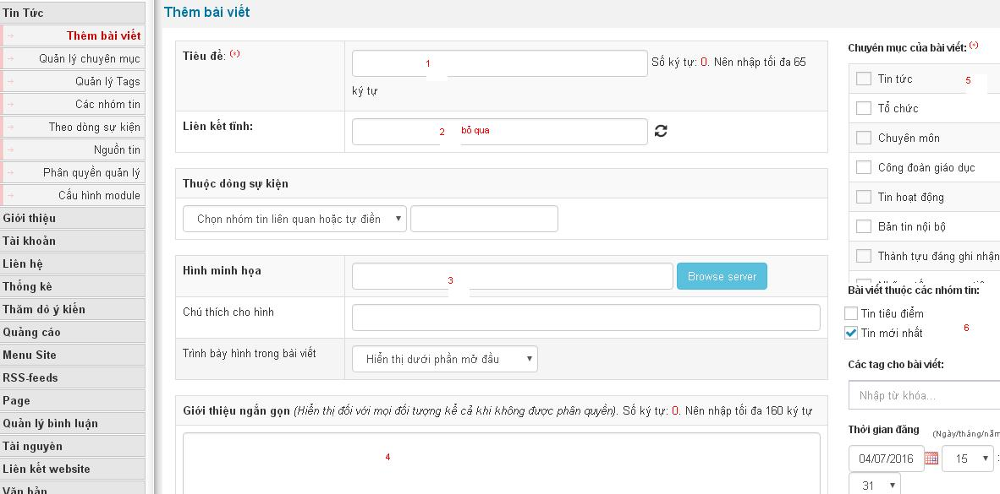 Tin Tức
Thêm bài viết
Quản lý chuyên mục
Quản lý Tags
Các nhóm tin
Theo dòng sự kiện
Nguồn tin
Phân quyền quản lý
Cấu hình module
Giới thiệu
Tài khoản
Liên hệ
Thống kê
Thăm dò ý kiến
Quảng cáo
Menu Site
RSS-feeds
Page
Quản lý bình luận
Tài nguyên
Liên kết website
Văn bản
Thêm bài viết
Tiêu đề: (*)
1
Số ký tự: 0. Nên nhập tối đa 65
ký tự
Liên kết tĩnh:
2 bỏ qua
Thuộc dòng sự kiện
Chọn nhóm tin liên quan hoặc tự điền
Hình minh họa
3
Browse server
Chú thích cho hình
Trình bày hình trong bài viết
Hiển thị dưới phần mở đầu
Giới thiệu ngắn gọn (Hiển thị đối với mọi đối tượng kể cả khi không được phân quyền). Số ký tự: 0. Nên nhập tối đa 160 ký tự
4
Chuyên mục của bài viết: (*)
Tin tức
5
Tổ chức
Chuyên môn
Công đoàn giáo dục
Tin hoạt động
Bản tin nội bộ
Thành tựu đáng ghi nhận
Bài viết thuộc các nhóm tin:
Tin tiêu điểm
Tin mới nhất
6
Các tag cho bài viết:
Nhập từ khóa...
Thời gian đăng (Ngày/tháng/năm
04/07/2016 15 :
31